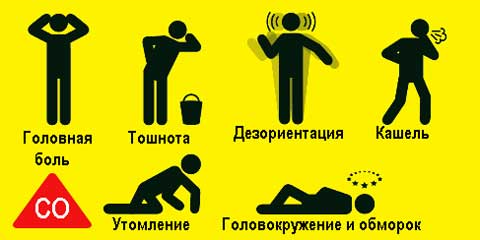 Головная
боль
Тошнота
Дезориентация
Кашель
CO
Утомление
Головокружение и обморок